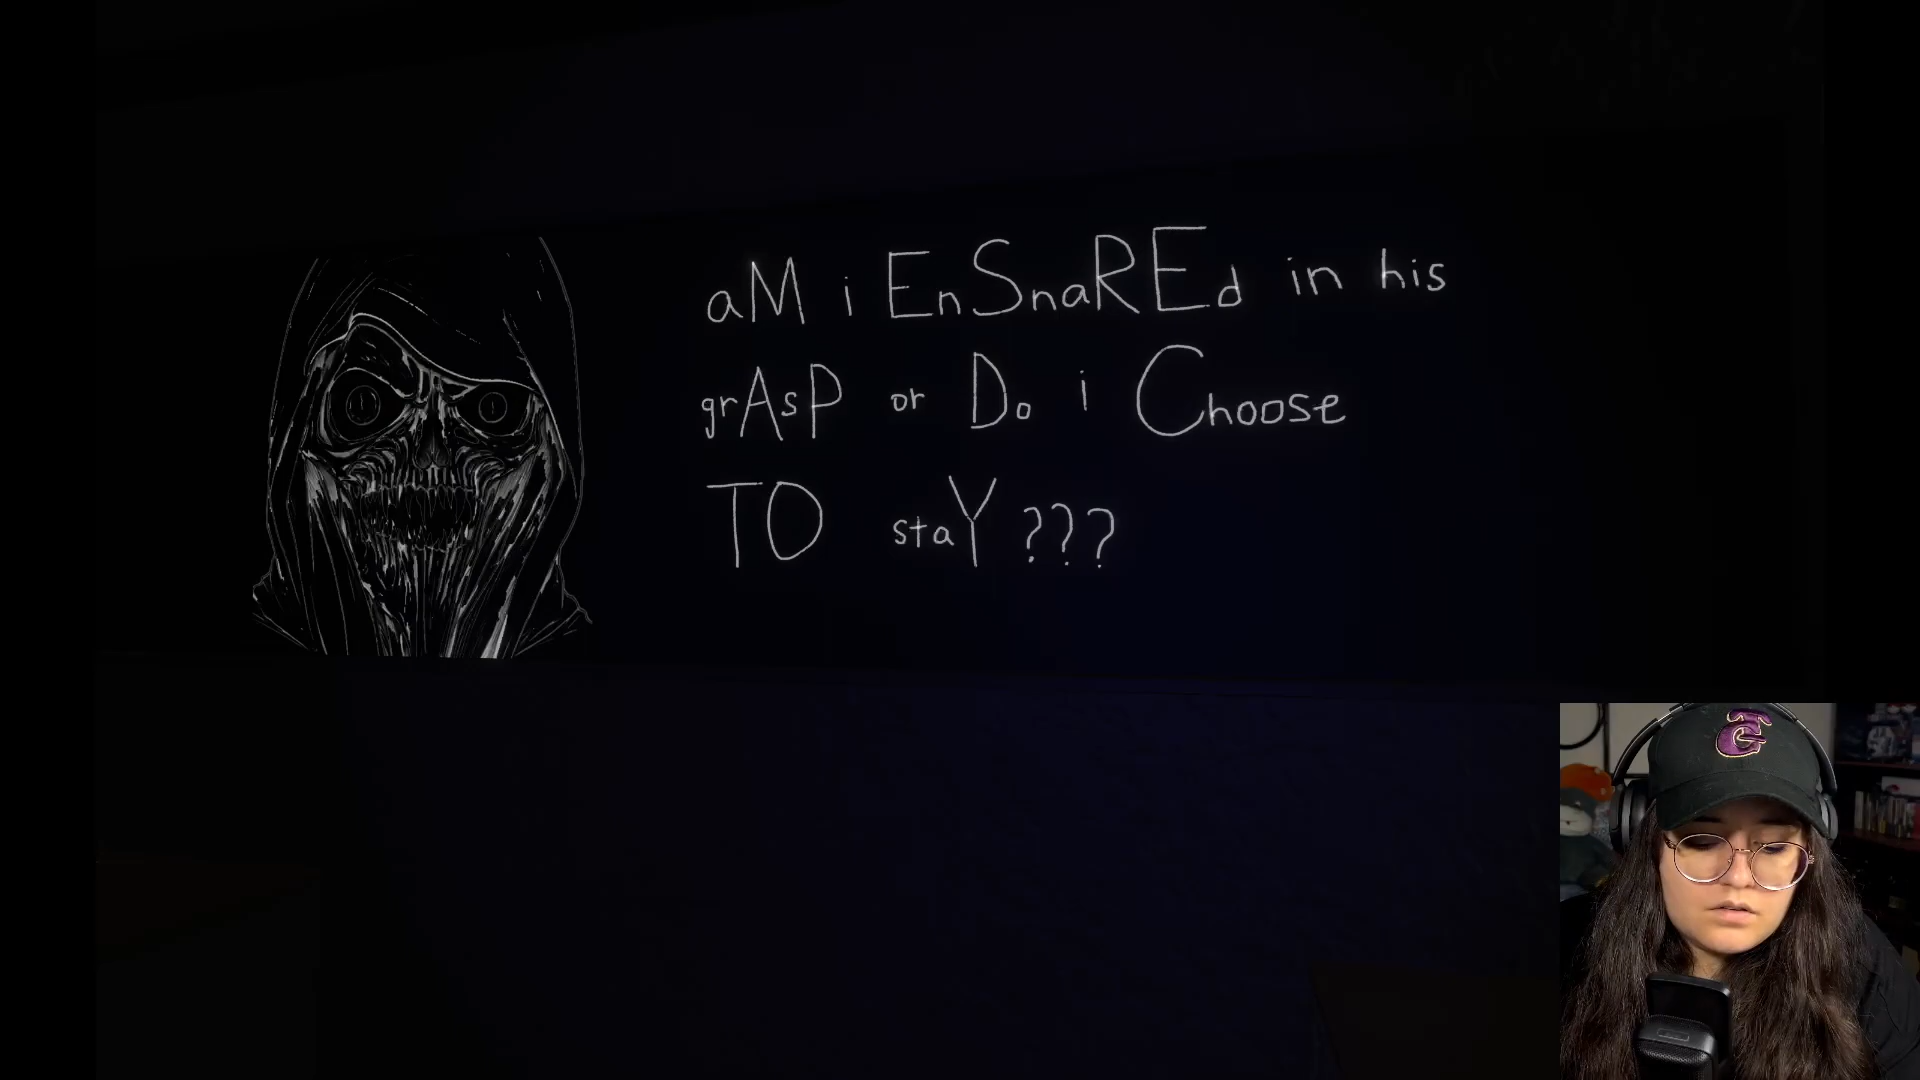 aM i EnSnaREd in his
grAsP or Do i Choose
TO staY ???